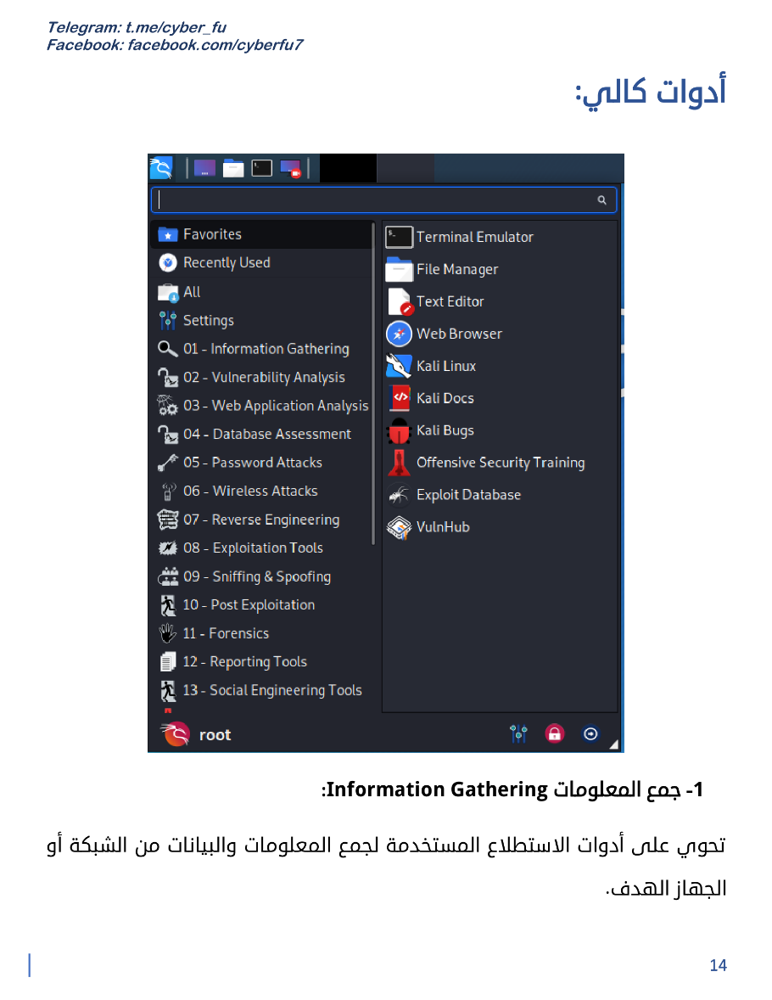 Telegram: t.me/cyber_fu
Facebook: facebook.com/cyberfu7
أدوات كالي:
Favorites
Recently Used
All
Settings
01 - Information Gathering
02 - Vulnerability Analysis
03 - Web Application Analysis
04 - Database Assessment
05 - Password Attacks
06 - Wireless Attacks
07 - Reverse Engineering
08 - Exploitation Tools
09 - Sniffing & Spoofing
10 - Post Exploitation
11 - Forensics
12 - Reporting Tools
13 - Social Engineering Tools
Terminal Emulator
File Manager
Text Editor
Web Browser
Kali Linux
Kali Docs
Kali Bugs
Offensive Security Training
Exploit Database
VulnHub
root
1- جمع المعلومات Information Gathering:
تحوي على أدوات الاستطلاع المستخدمة لجمع المعلومات والبيانات من الشبكة أو
الجهاز الهدف.
14